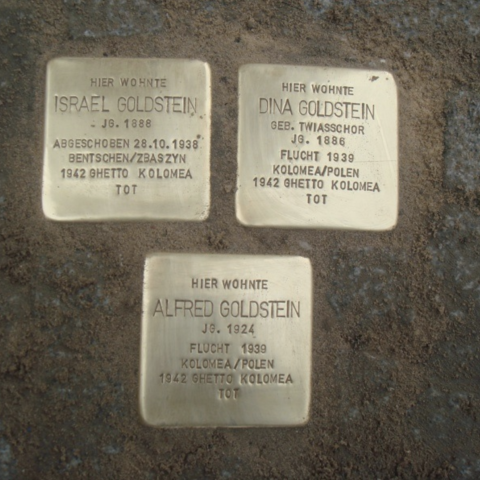 HIER WOHNTE
ISRAEL GOLDSTEIN
JG. 1888
ABGESCHOBEN 28.10.1938
BENTSCHEN/ZBASZYN
1942 GHETTO KOLOMEA
TOT
HIER WOHNTE
DINA GOLDSTEIN
GEB. TWIASSCHOR
JG. 1886
FLUCHT 1939
KOLOMEA/POLEN
1942 GHETTO KOLOMEA
TOT
HIER WOHNTE
ALFRED GOLDSTEIN
JG. 1924
FLUCHT 1939
KOLOMEA/POLEN
1942 GHETTO KOLOMEA
TOT